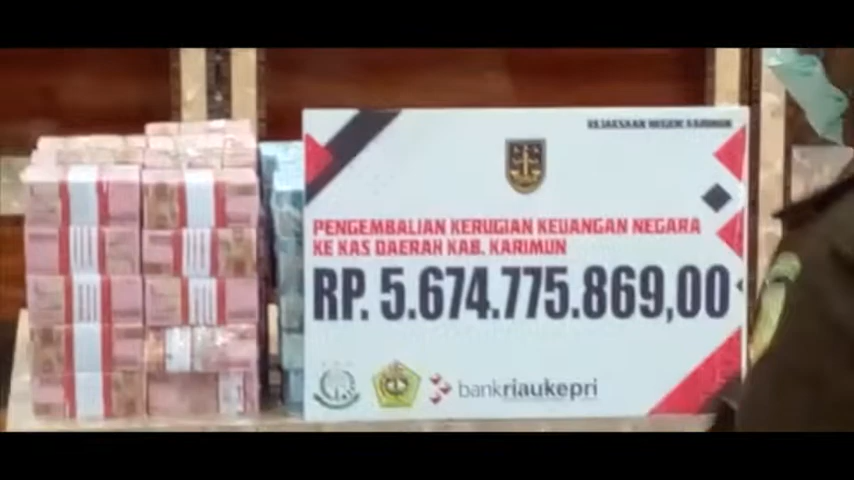 KEJAKSAAN NEGERI KARIMUN
PENGEMBALIAN KERUGIAN KEUANGAN NEGARA
KE KAS DAERAH KAB. KARIMUN
RP. 5.674.775.869,00
bankriaukepri